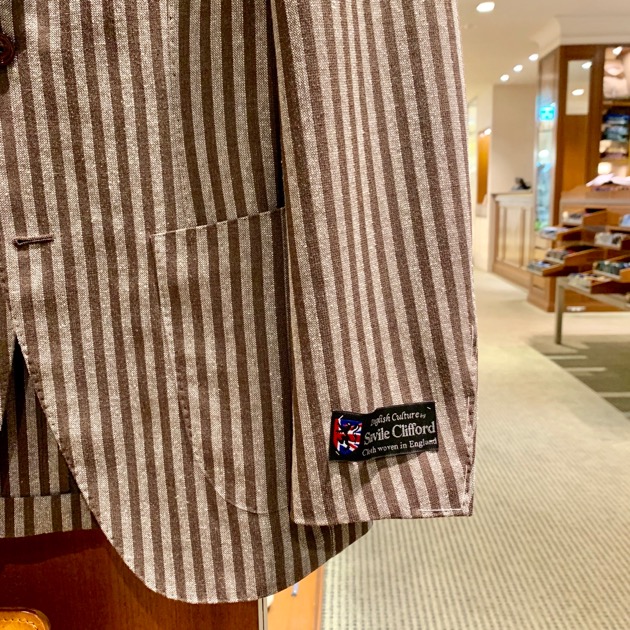 English Culture by
Savile Clifford
Cloth woven in England